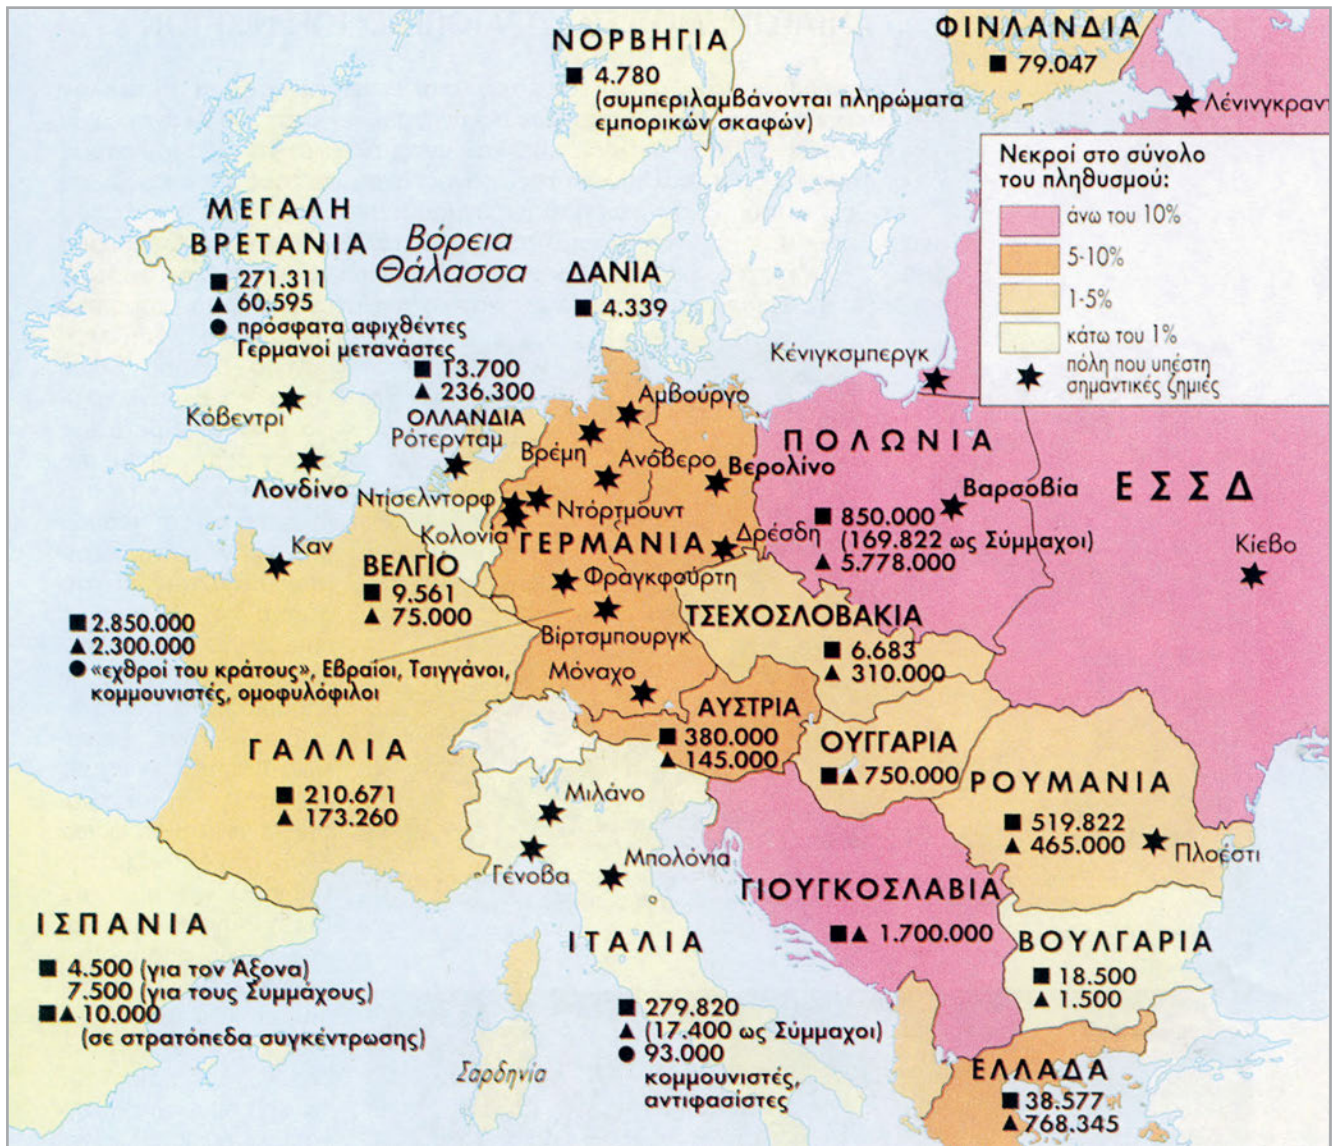 ΝΟΡΒΗΓΙΑ
■ 4.780
(συμπεριλαμβάνονται πληρώματα
εμπορικών σκαφών)
ΦΙΝΛΑΝΔΙΑ
■ 79.047
Λένινγκραντ
Νεκροί στο σύνολο
του πληθυσμού:
άνω του 10%
5-10%
1-5%
κάτω του 1%
πόλη που υπέστη
σημαντικές ζημιές
ΜΕΓΑΛΗ
ΒΡΕΤΑΝΙΑ
■ 271.311
▲ 60.595
● πρόσφατα αφιχθέντες
Γερμανοί μετανάστες
Βόρεια
Θάλασσα
ΔΑΝΙΑ
■ 4.339
■ 13.700
▲ 236.300
ΟΛΛΑΝΔΙΑ
Ρότερνταμ
Κόβεντρι
Λονδίνο
Κένιγκσμπεργκ
Αμβούργο
Βρέμη
Ανόβερο
Βερολίνο
Ντίσελντορφ
Ντόρτμουντ
Κολονία
ΓΕΡΜΑΝΙΑ
Δρέσδη
Φραγκφούρτη
Βίρτσμπουργκ
Μόναχο
ΠΟΛΩΝΙΑ
Βαρσοβία
■ 850.000
(169.822 ως Σύμμαχοι)
▲ 5.778.000
ΕΣΣΔ
Κίεβο
Καν
ΒΕΛΓΙΟ
■ 9.561
▲ 75.000
■ 2.850.000
▲ 2.300.000
● «εχθροί του κράτους», Εβραίοι, Τσιγγάνοι,
κομμουνιστές, ομοφυλόφιλοι
ΤΣΕΧΟΣΛΟΒΑΚΙΑ
■ 6.683
▲ 310.000
ΑΥΣΤΡΙΑ
■ 380.000
▲ 145.000
ΟΥΓΓΑΡΙΑ
■▲ 750.000
ΓΑΛΛΙΑ
■ 210.671
▲ 173.260
ΡΟΥΜΑΝΙΑ
■ 519.822
▲ 465.000
Πλοέστι
Μιλάνο
Γένοβα
Μπολόνια
ΓΙΟΥΓΚΟΣΛΑΒΙΑ
■▲ 1.700.000
ΒΟΥΛΓΑΡΙΑ
■ 18.500
▲ 1.500
ΙΣΠΑΝΙΑ
■ 4.500 (για τον Άξονα)
7.500 (για τους Συμμάχους)
■▲ 10.000
(σε στρατόπεδα συγκέντρωσης)
ΙΤΑΛΙΑ
■ 279.820
▲ (17.400 ως Σύμμαχοι)
● 93.000
κομμουνιστές,
αντιφασίστες
Σαρδηνία
ΕΛΛΑΔΑ
■ 38.577
▲ 768.345